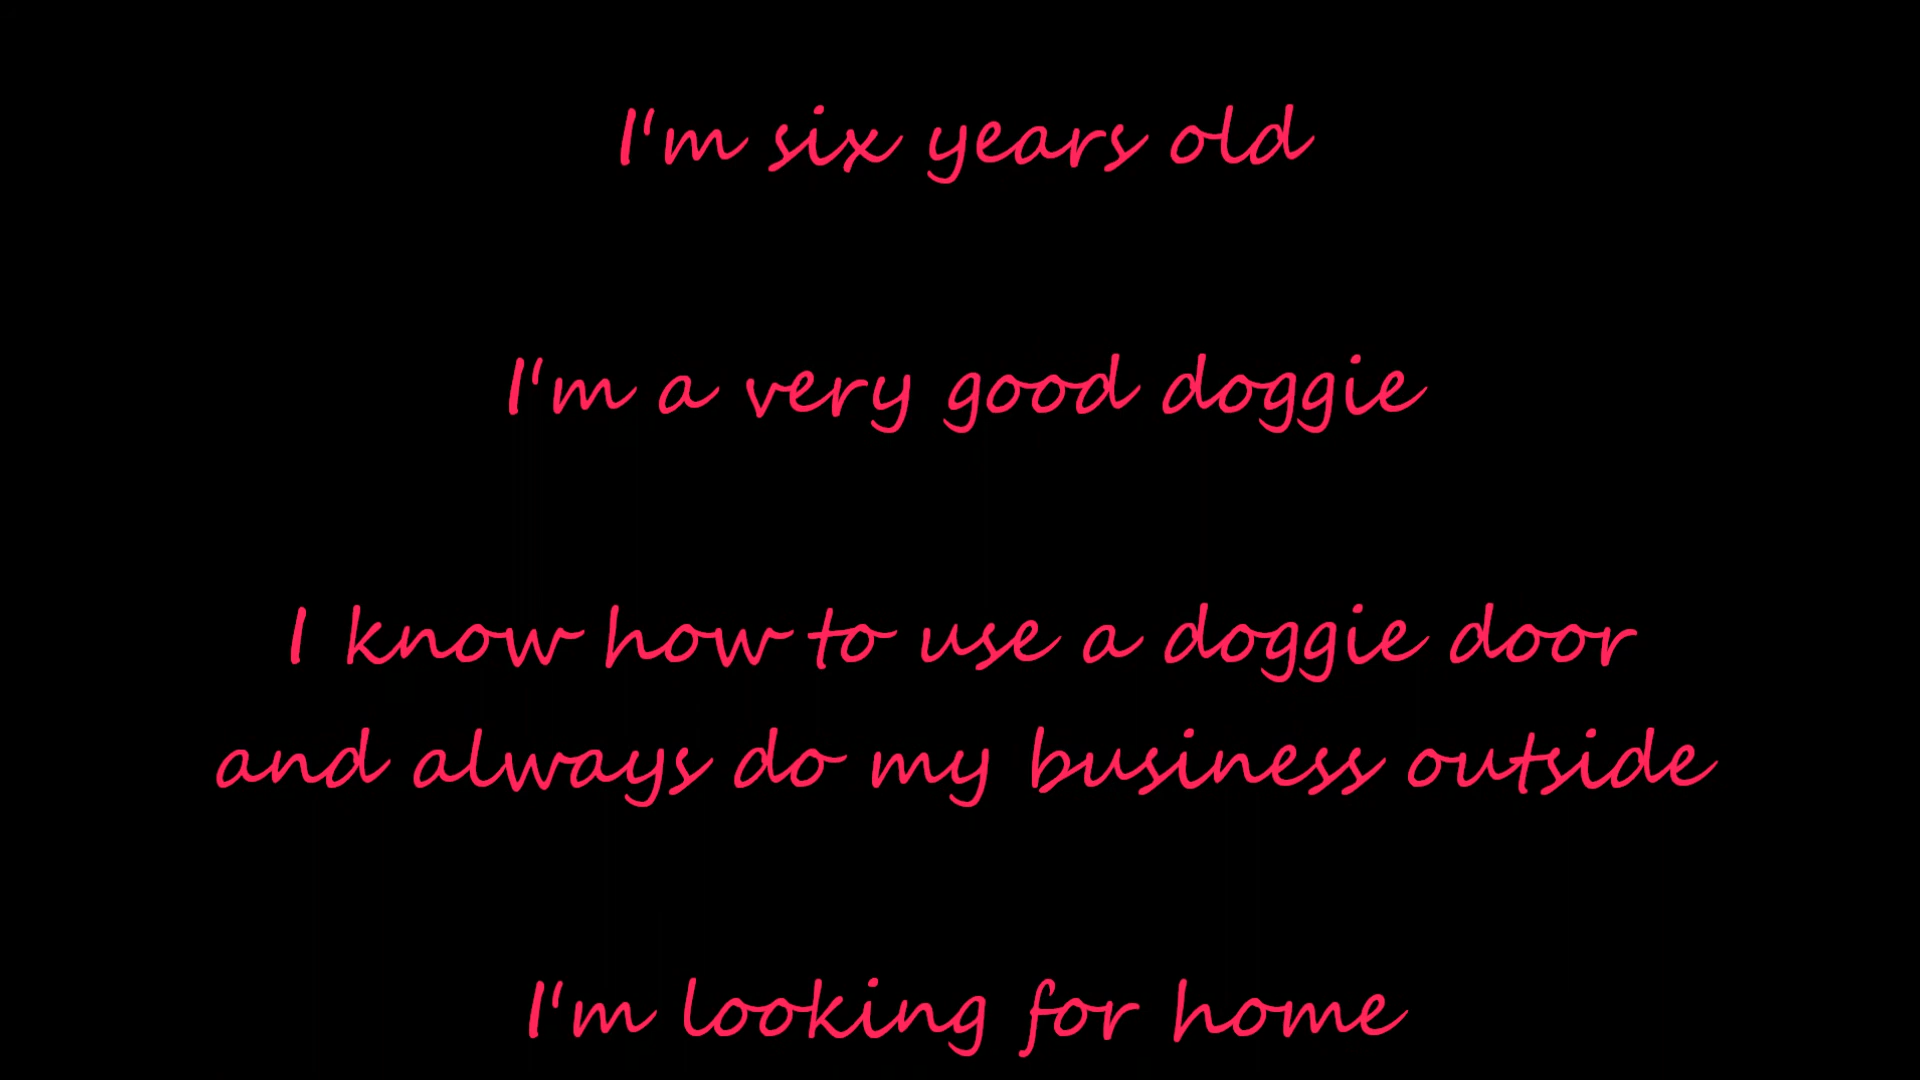 I'm six years old
I'm a very good doggie
I know how to use a doggie door
and always do my business outside
I'm looking for home